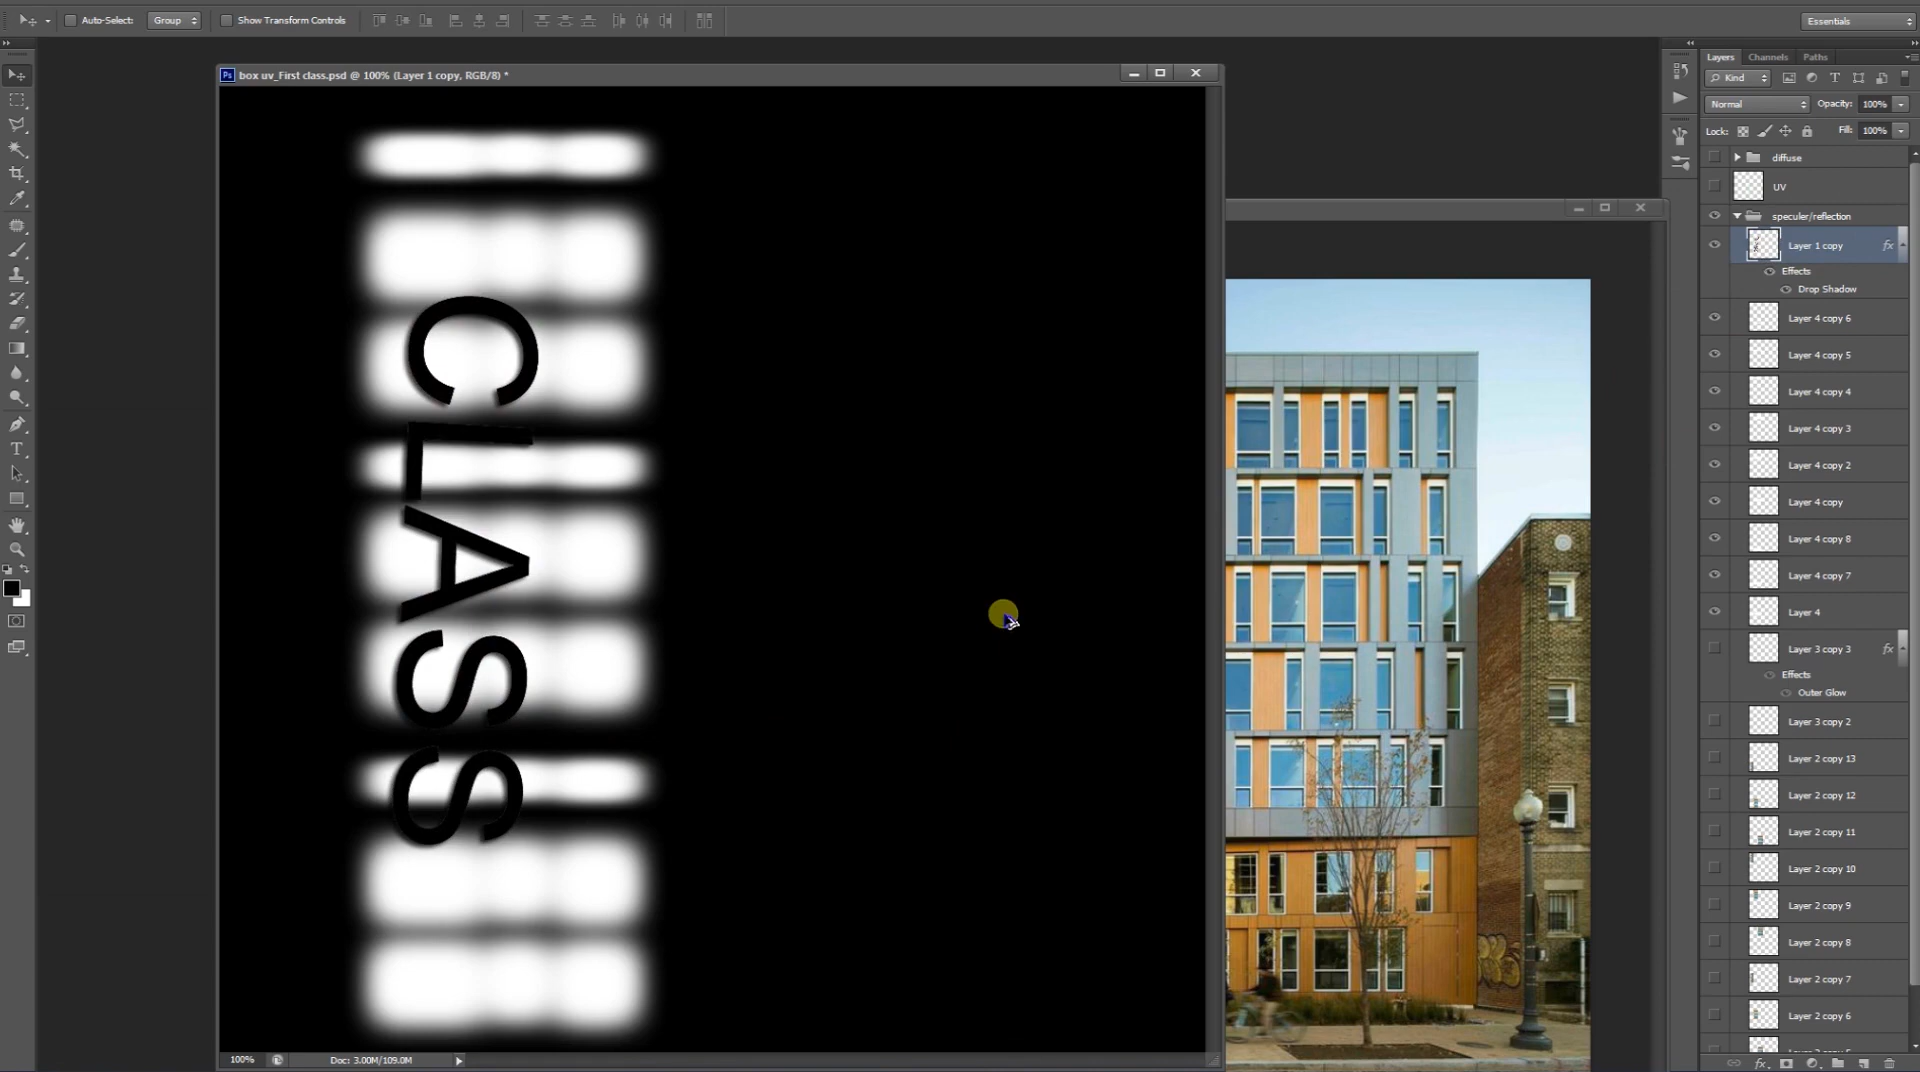 Auto-Select:
Group
Show Transform Controls
Essentials
Ps
box uv_First class.psd @ 100% (Layer 1 copy, RGB/8) *
CLASS
100%
Doc: 3.00M/109.0M
Layers
Channels
Paths
Kind
Normal
Opacity:
100%
Lock:
Fill:
100%
diffuse
UV
speculer/reflection
Layer 1 copy
fx
Effects
Drop Shadow
Layer 4 copy 6
Layer 4 copy 5
Layer 4 copy 4
Layer 4 copy 3
Layer 4 copy 2
Layer 4 copy
Layer 4 copy 8
Layer 4 copy 7
Layer 4
Layer 3 copy 3
fx
Effects
Outer Glow
Layer 3 copy 2
Layer 2 copy 13
Layer 2 copy 12
Layer 2 copy 11
Layer 2 copy 10
Layer 2 copy 9
Layer 2 copy 8
Layer 2 copy 7
Layer 2 copy 6
fx